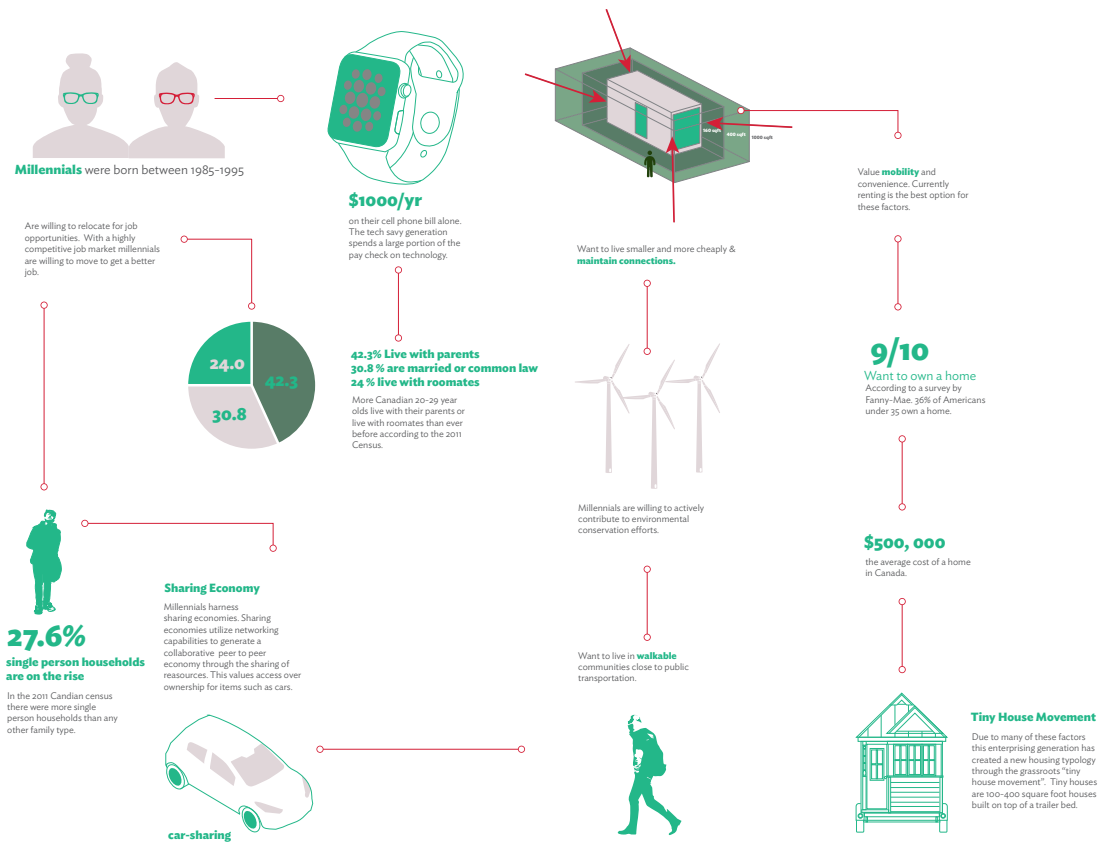 Millennials were born between 1985-1995
Are willing to relocate for job
opportunities. With a highly
competitive job market millennials
are willing to move to get a better
job.
$1000/yr
on their cell phone bill alone.
The tech savy generation
spends a large portion of the
pay check on technology.
24.0
42.3
30.8
42.3% Live with parents
30.8 % are married or common law
24 % live with roomates
More Canadian 20-29 year
olds live with their parents or
live with roomates than ever
before according to the 2011
Census.
27.6%
single person households
are on the rise
In the 2011 Candian census
there were more single
person households than any
other family type.
Sharing Economy
Millennials harness
sharing economies. Sharing
economies utilize networking
capabilities to generate a
collaborative peer to peer
economy through the sharing of
reasources. This values access over
ownership for items such as cars.
car-sharing
160 sqft
400 sqft
1000 sqft
Want to live smaller and more cheaply &
maintain connections.
Millennials are willing to actively
contribute to environmental
conservation efforts.
Want to live in walkable
communities close to public
transportation.
Value mobility and
convenience. Currently
renting is the best option for
these factors.
9/10
Want to own a home
According to a survey by
Fanny-Mae. 36% of Americans
under 35 own a home.
$500, 000
the average cost of a home
in Canada.
Tiny House Movement
Due to many of these factors
this enterprising generation has
created a new housing typology
through the grassroots "tiny
house movement". Tiny houses
are 100-400 square foot houses
built on top of a trailer bed.